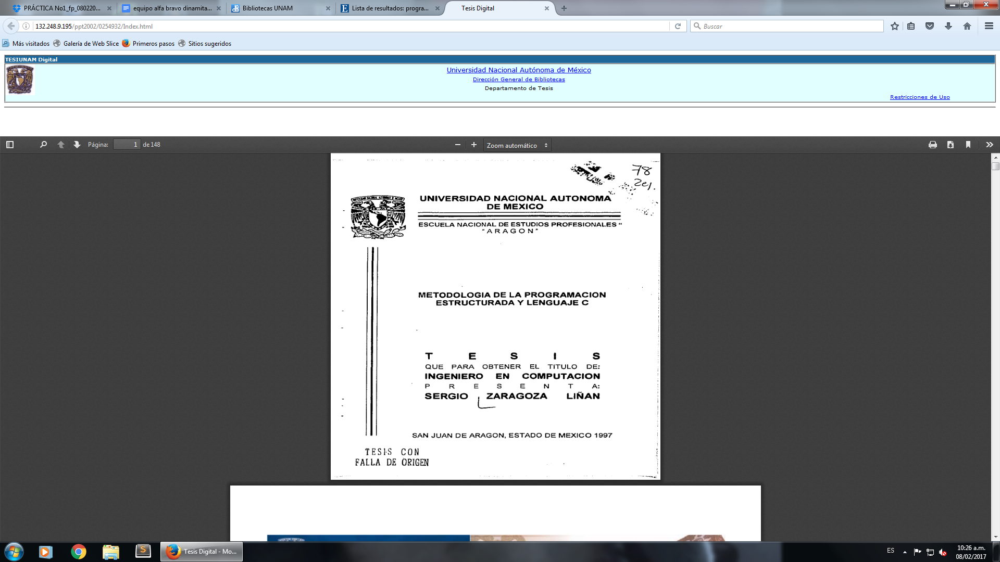 PRÁCTICA No1_fp_080220...
equipo alfa bravo dinamita...
Bibliotecas UNAM
Lista de resultados: progra...
Tesis Digital
132.248.9.195/ppt2002/0254932/Index.html
Buscar
Más visitados
Galería de Web Slice
Primeros pasos
Sitios sugeridos
TESIUNAM Digital
Universidad Nacional Autónoma de México
Dirección General de Bibliotecas
Departamento de Tesis
Restricciones de Uso
Página: 1 de 148
Zoom automático
78
2ej.
UNIVERSIDAD NACIONAL AUTONOMA
DE MEXICO
ESCUELA NACIONAL DE ESTUDIOS PROFESIONALES "
"ARAGON"
METODOLOGIA DE LA PROGRAMACION
ESTRUCTURADA Y LENGUAJE C
T E S I S
QUE PARA OBTENER EL TITULO DE:
INGENIERO EN COMPUTACION
P R E S E N T A:
SERGIO ZARAGOZA LIÑAN
SAN JUAN DE ARAGON, ESTADO DE MEXICO 1997
TESIS CON
FALLA DE ORIGEN
Tesis Digital - Mo...
ES
10:26 a.m.
08/02/2017